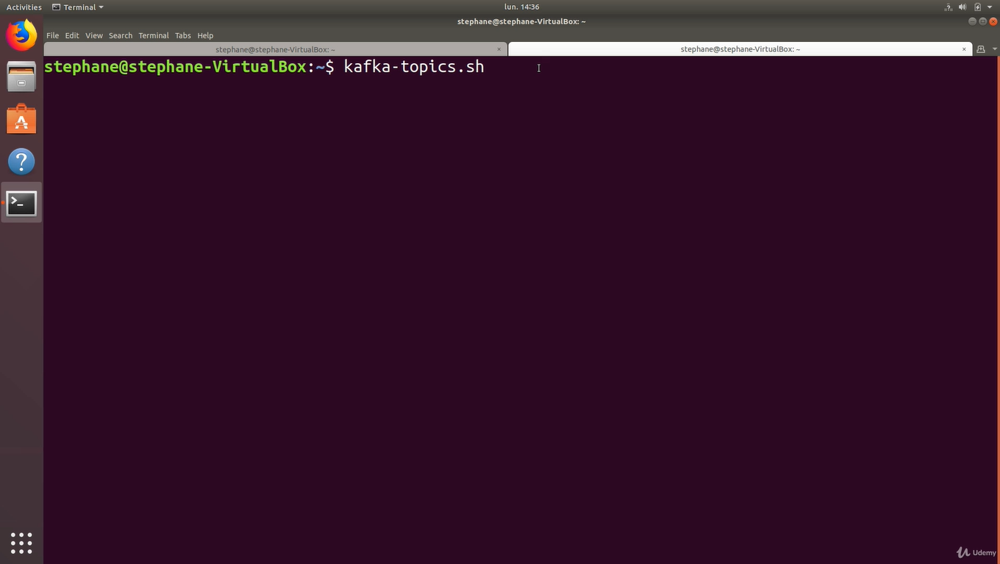 Activities Terminal lun. 14:36
stephane@stephane-VirtualBox: ~
File Edit View Search Terminal Tabs Help
stephane@stephane-VirtualBox: ~ × stephane@stephane-VirtualBox: ~ ×
stephane@stephane-VirtualBox:~$ kafka-topics.sh
Udemy